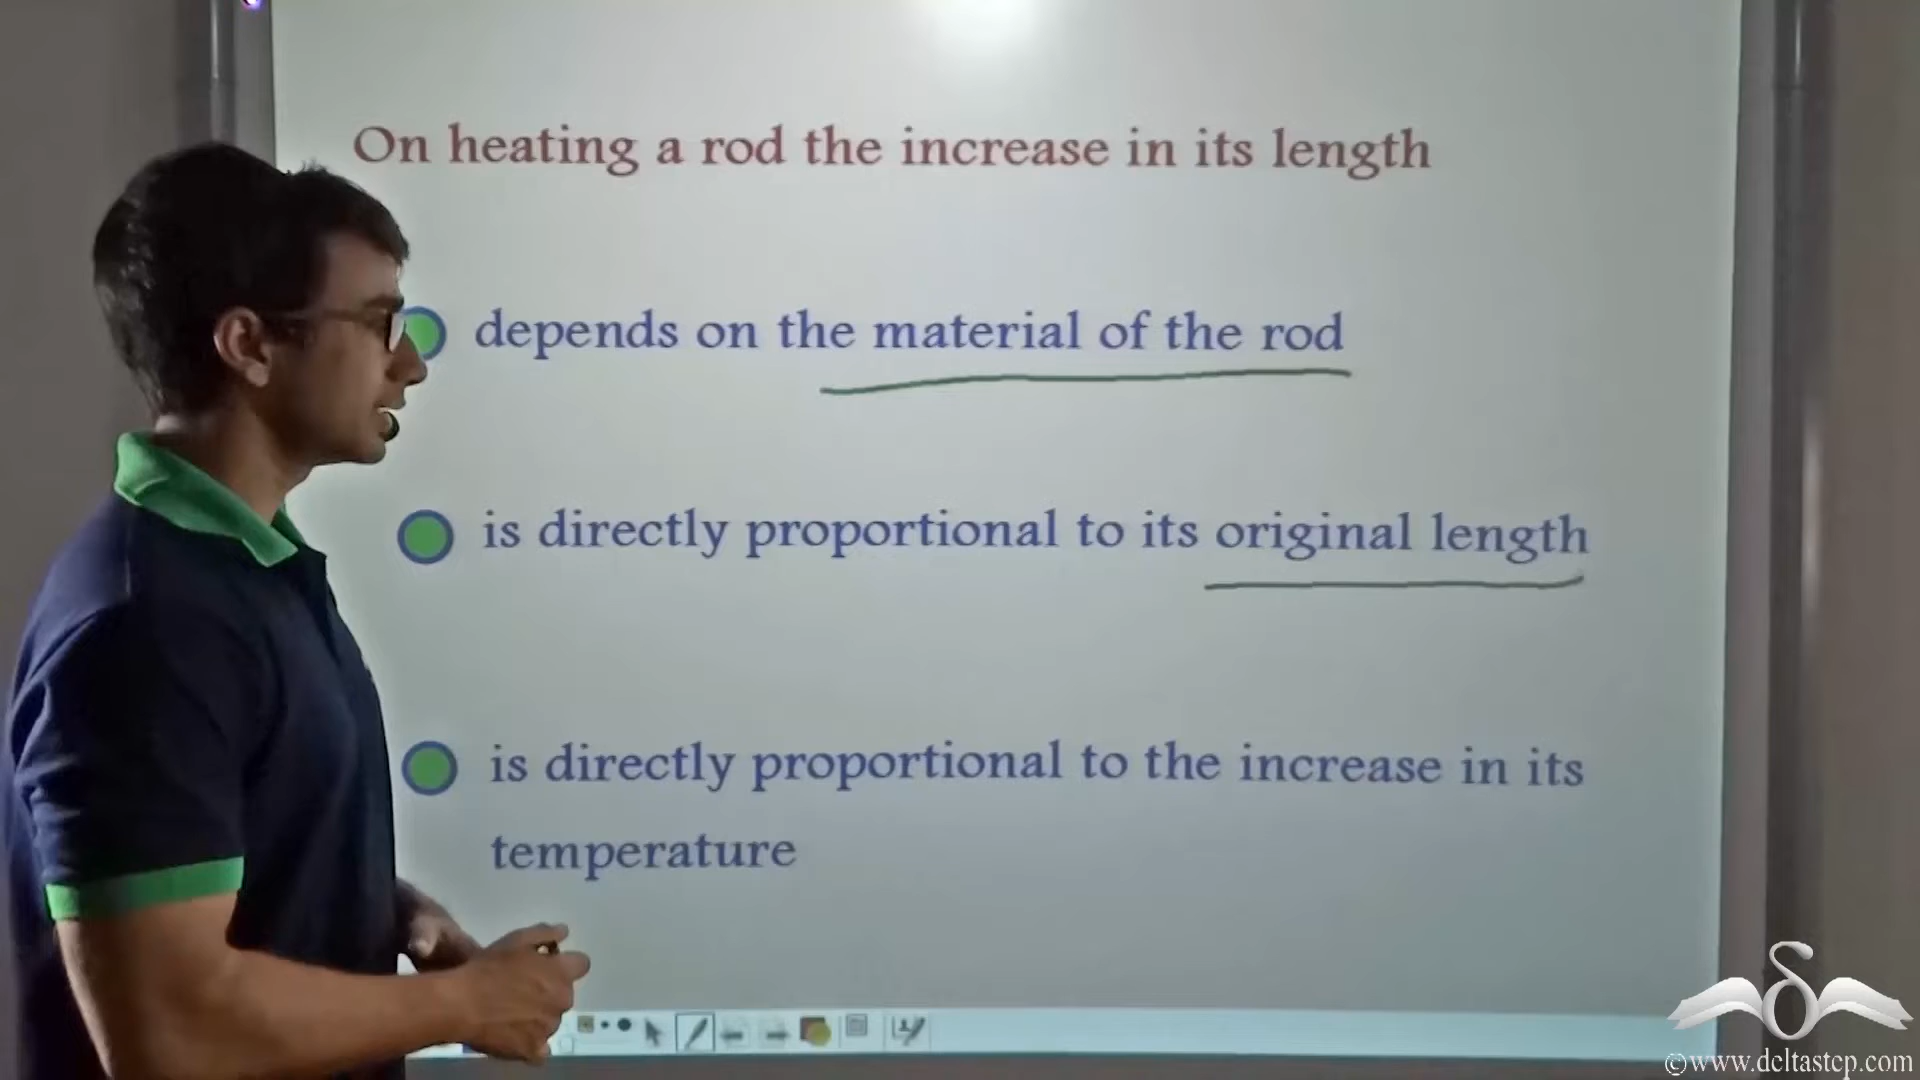 On heating a rod the increase in its length
depends on the material of the rod
is directly proportional to its original length
is directly proportional to the increase in its
temperature
©www.deltastep.com